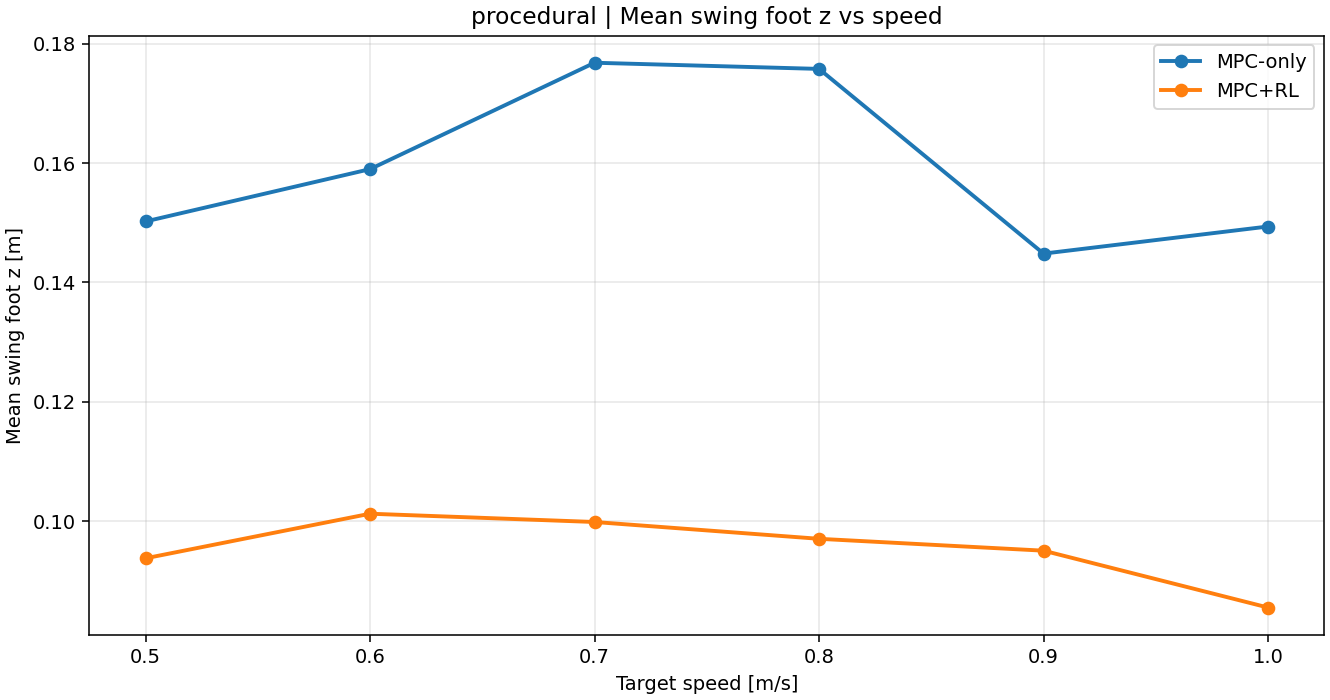 procedural | Mean swing foot z vs speed
MPC-only
MPC+RL
Mean swing foot z [m]
0.18
0.16
0.14
0.12
0.10
0.5 0.6 0.7 0.8 0.9 1.0
Target speed [m/s]